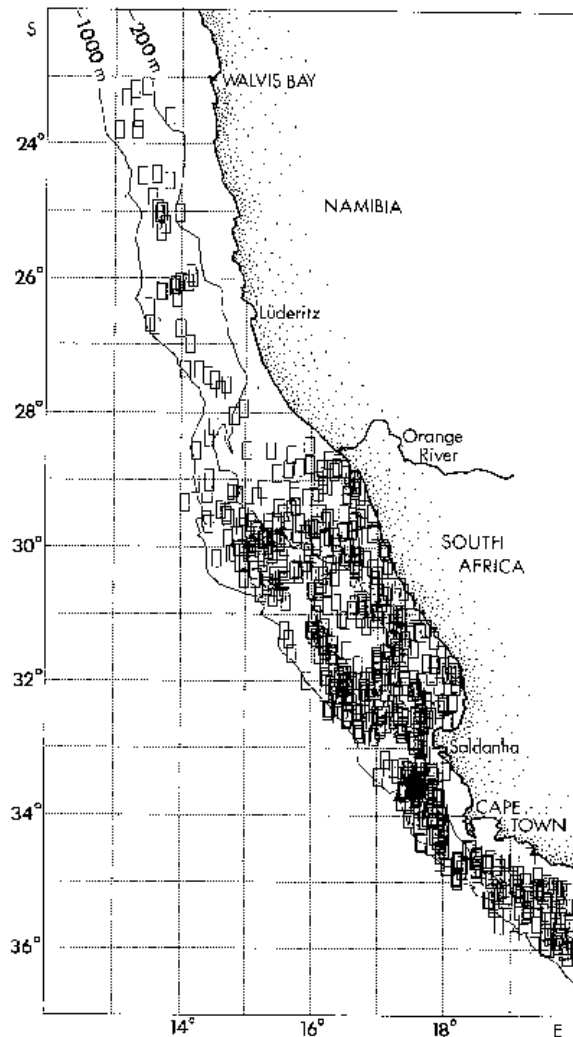 S
-1000 m
-200 m
WALVIS BAY
24°
NAMIBIA
26°
Lüderitz
28°
Orange
River
30°
SOUTH
AFRICA
32°
Saldanha
34°
CAPE
TOWN
36°
14° 16° 18° E